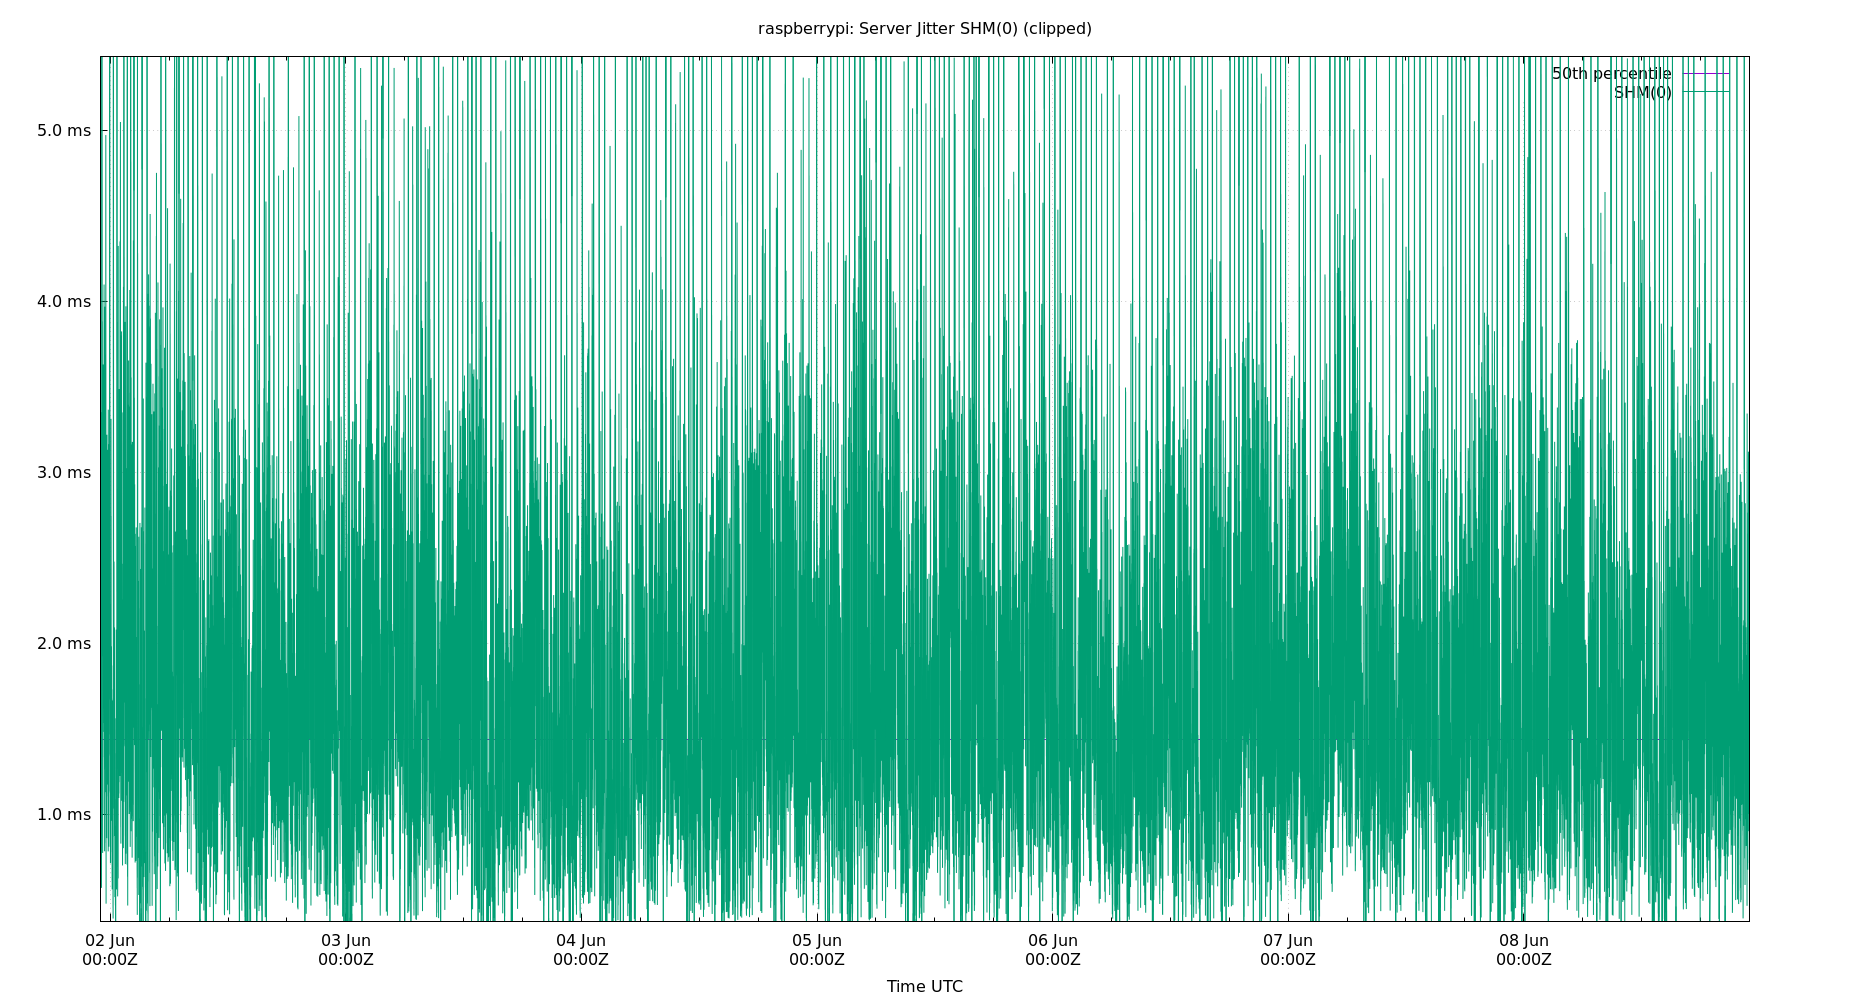 raspberrypi: Server Jitter SHM(0) (clipped)
50th percentile
SHM(0)
5.0 ms
4.0 ms
3.0 ms
2.0 ms
1.0 ms
02 Jun 03 Jun 04 Jun 05 Jun 06 Jun 07 Jun 08 Jun
00:00Z 00:00Z 00:00Z 00:00Z 00:00Z 00:00Z 00:00Z
Time UTC